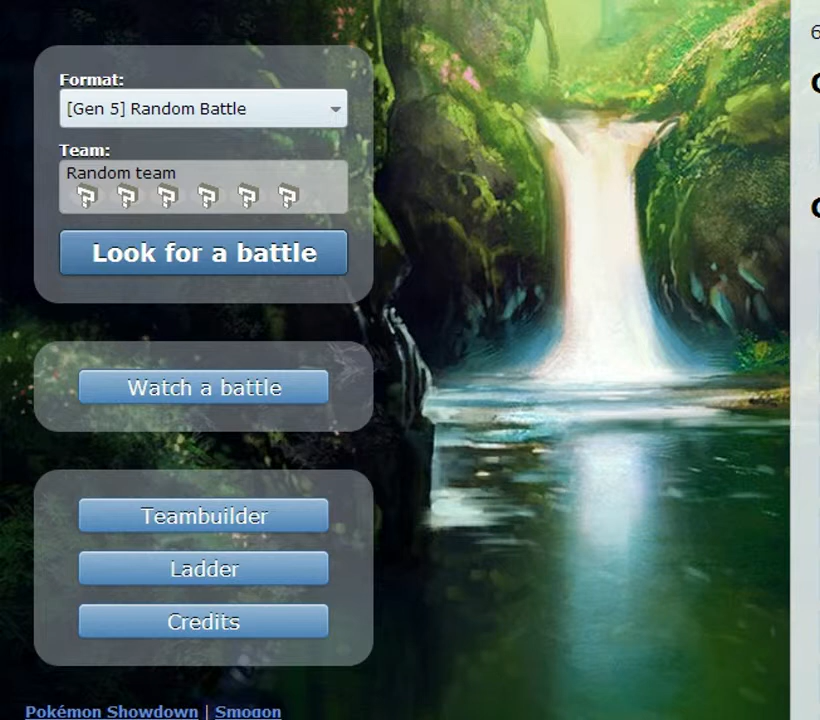 Format:
[Gen 5] Random Battle
Team:
Random team
Look for a battle
Watch a battle
Teambuilder
Ladder
Credits
Pokémon Showdown | Smogon